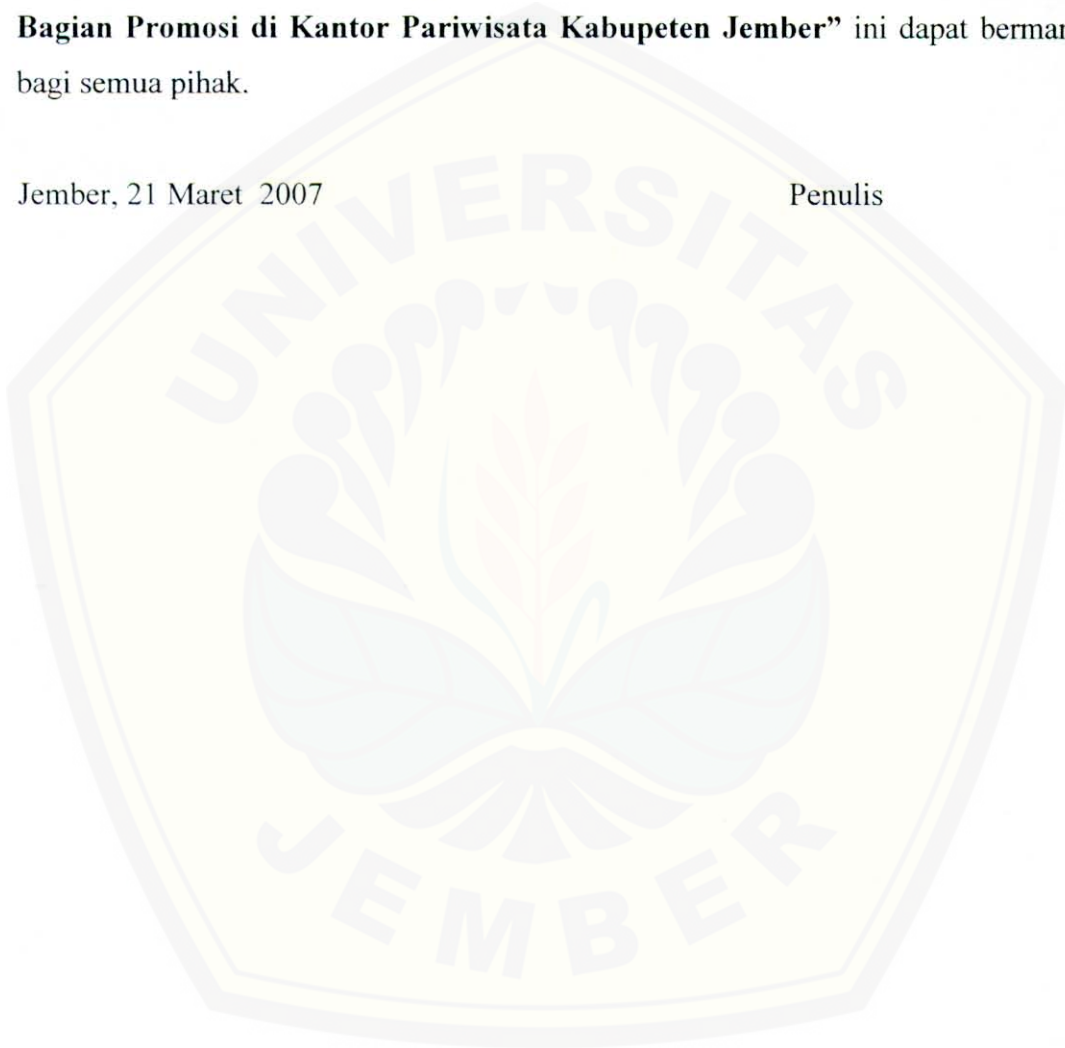 Bagian Promosi di Kantor Pariwisata Kabupeten Jember” ini dapat berman
bagi semua pihak.
Jember, 21 Maret 2007 Penulis
UNIVERSITAS
JEMBER